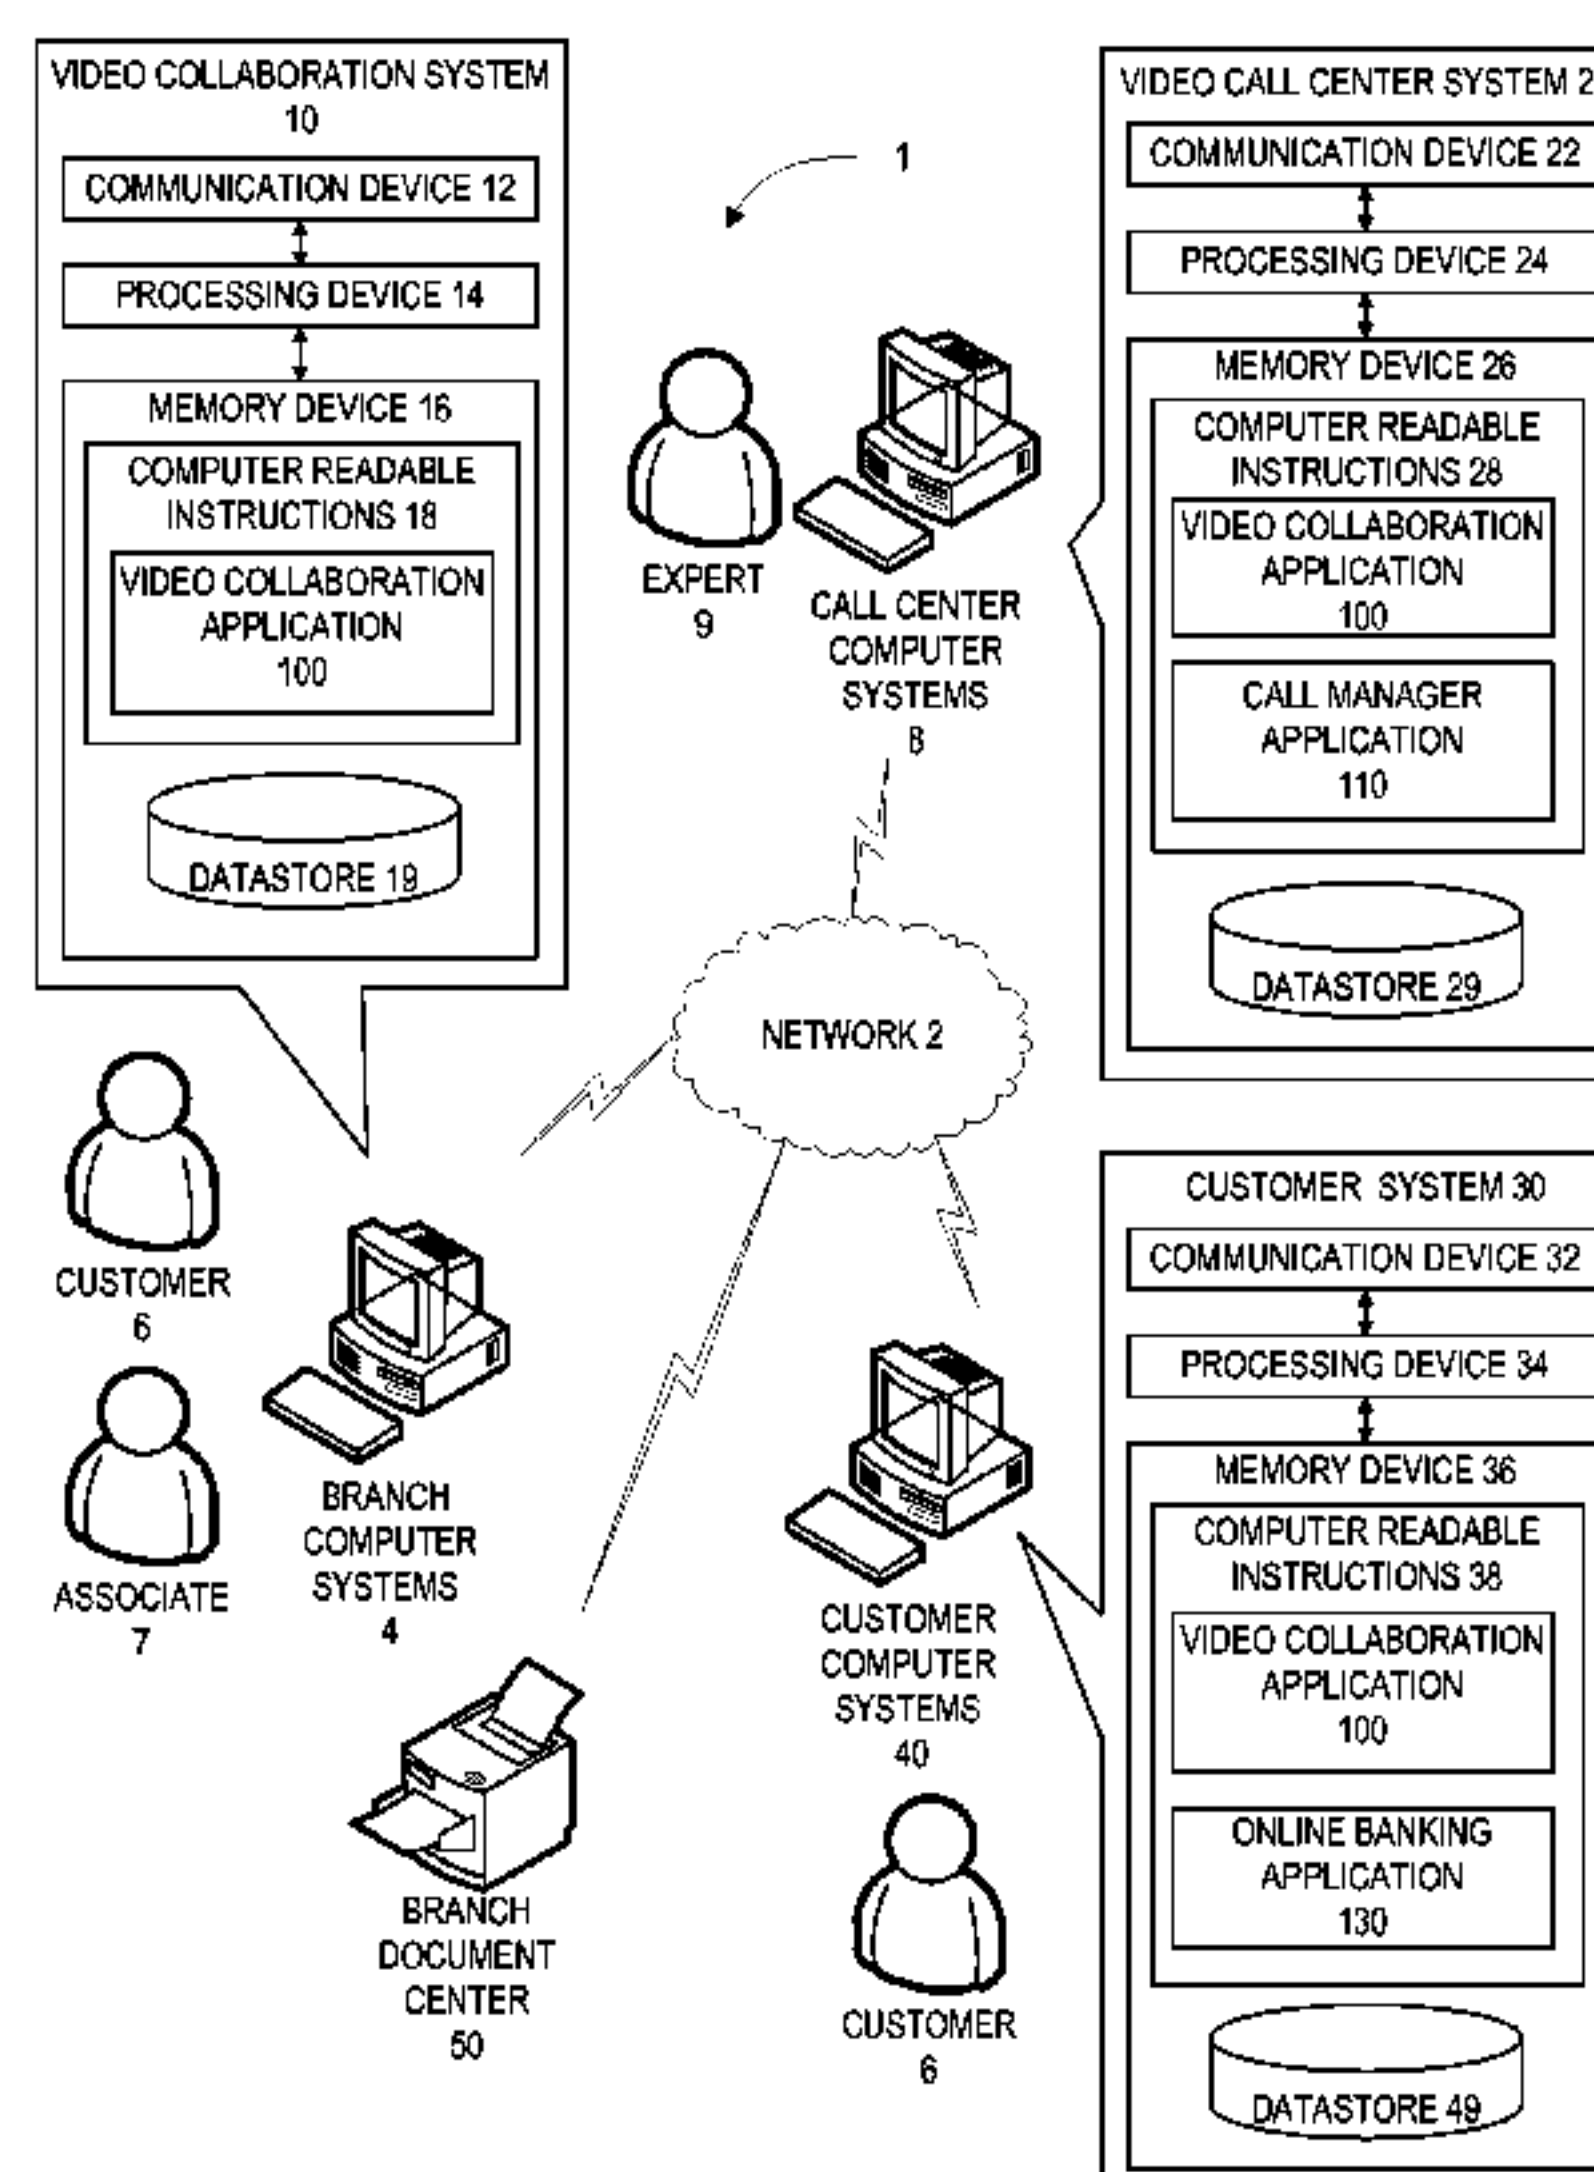 VIDEO COLLABORATION SYSTEM
10
COMMUNICATION DEVICE 12
PROCESSING DEVICE 14
MEMORY DEVICE 16
COMPUTER READABLE
INSTRUCTIONS 18
VIDEO COLLABORATION
APPLICATION
100
DATASTORE 19
1
EXPERT
9
CALL CENTER
COMPUTER
SYSTEMS
8
VIDEO CALL CENTER SYSTEM 2
COMMUNICATION DEVICE 22
PROCESSING DEVICE 24
MEMORY DEVICE 26
COMPUTER READABLE
INSTRUCTIONS 28
VIDEO COLLABORATION
APPLICATION
100
CALL MANAGER
APPLICATION
110
DATASTORE 29
NETWORK 2
CUSTOMER
6
ASSOCIATE
7
BRANCH
COMPUTER
SYSTEMS
4
BRANCH
DOCUMENT
CENTER
50
CUSTOMER
COMPUTER
SYSTEMS
40
CUSTOMER
6
CUSTOMER SYSTEM 30
COMMUNICATION DEVICE 32
PROCESSING DEVICE 34
MEMORY DEVICE 36
COMPUTER READABLE
INSTRUCTIONS 38
VIDEO COLLABORATION
APPLICATION
100
ONLINE BANKING
APPLICATION
130
DATASTORE 49